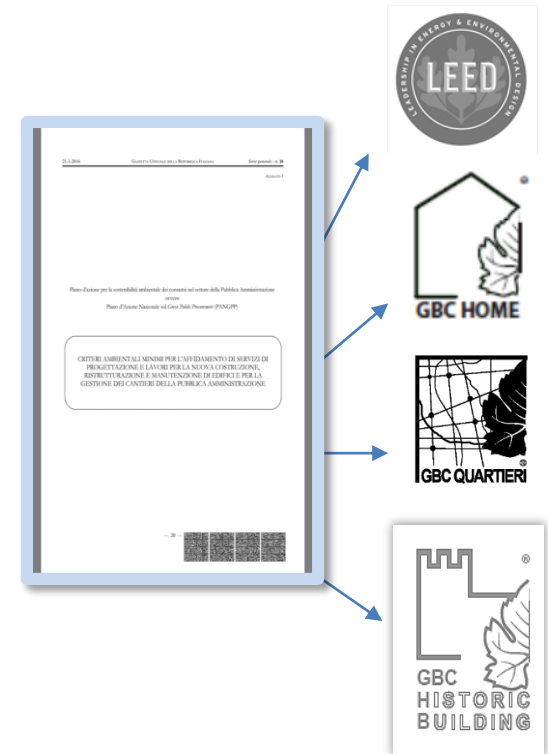 21-1-2016 GAZZETTA UFFICIALE DELLA REPUBBLICA ITALIANA Serie generale - n. 16
Piano d'azione per la sostenibilità ambientale dei consumi nel settore della Pubblica Amministrazione
ovvero
Piano d'Azione Nazionale sul Green Public Procurement (PANGPP)
CRITERI AMBIENTALI MINIMI PER L'AFFIDAMENTO DI SERVIZI DI
PROGETTAZIONE E LAVORI PER LA NUOVA COSTRUZIONE,
RISTRUTTURAZIONE E MANUTENZIONE DI EDIFICI E PER LA
GESTIONE DEI CANTIERI DELLA PUBBLICA AMMINISTRAZIONE
— 20 —
LEADERSHIP IN ENERGY & ENVIRONMENTAL DESIGN
LEED
GBC HOME
®
GBC QUARTIERI
®
GBC
HISTORIC
BUILDING